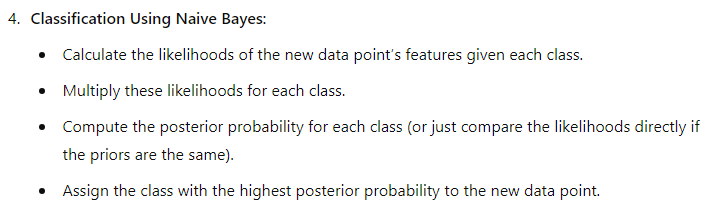 4. Classification Using Naive Bayes:
• Calculate the likelihoods of the new data point's features given each class.
• Multiply these likelihoods for each class.
• Compute the posterior probability for each class (or just compare the likelihoods directly if
the priors are the same).
• Assign the class with the highest posterior probability to the new data point.